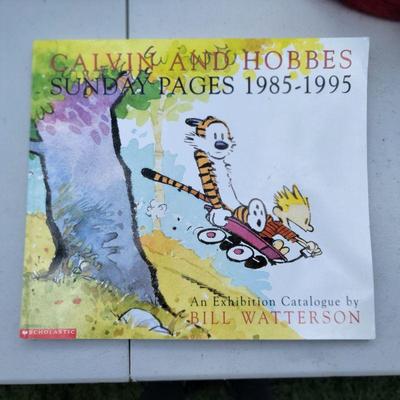 CALVIN AND HOBBES
SUNDAY PAGES 1985-1995
An Exhibition Catalogue by
BILL WATTERSON
SCHOLASTIC